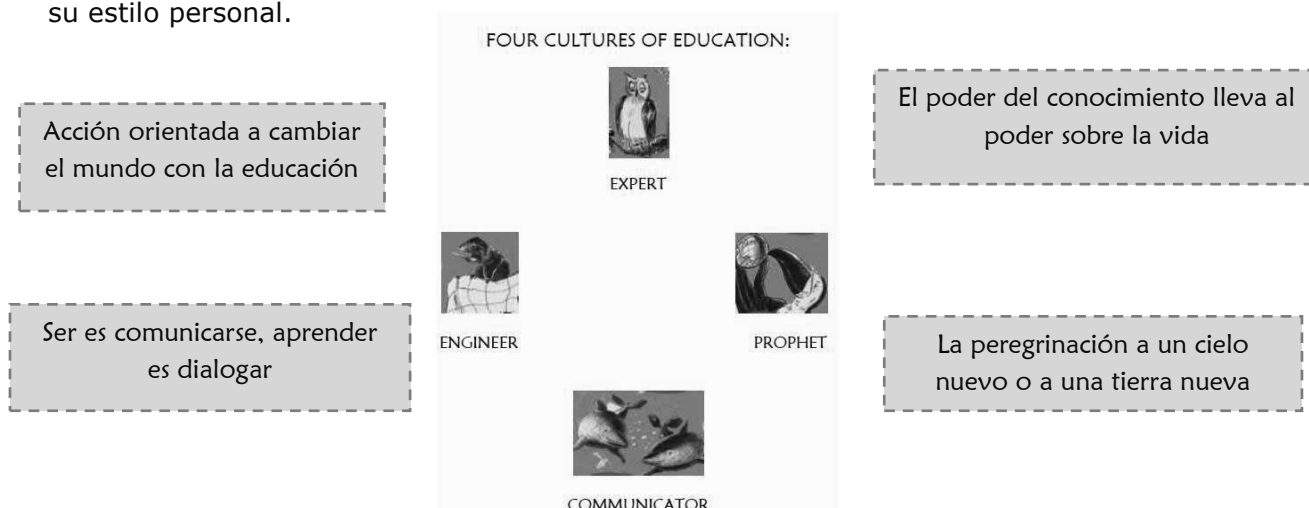 su estilo personal.
FOUR CULTURES OF EDUCATION:
EXPERT
Acción orientada a cambiar
el mundo con la educación
El poder del conocimiento lleva al
poder sobre la vida
ENGINEER
PROPHET
Ser es comunicarse, aprender
es dialogar
La peregrinación a un cielo
nuevo o a una tierra nueva
COMMUNICATOR